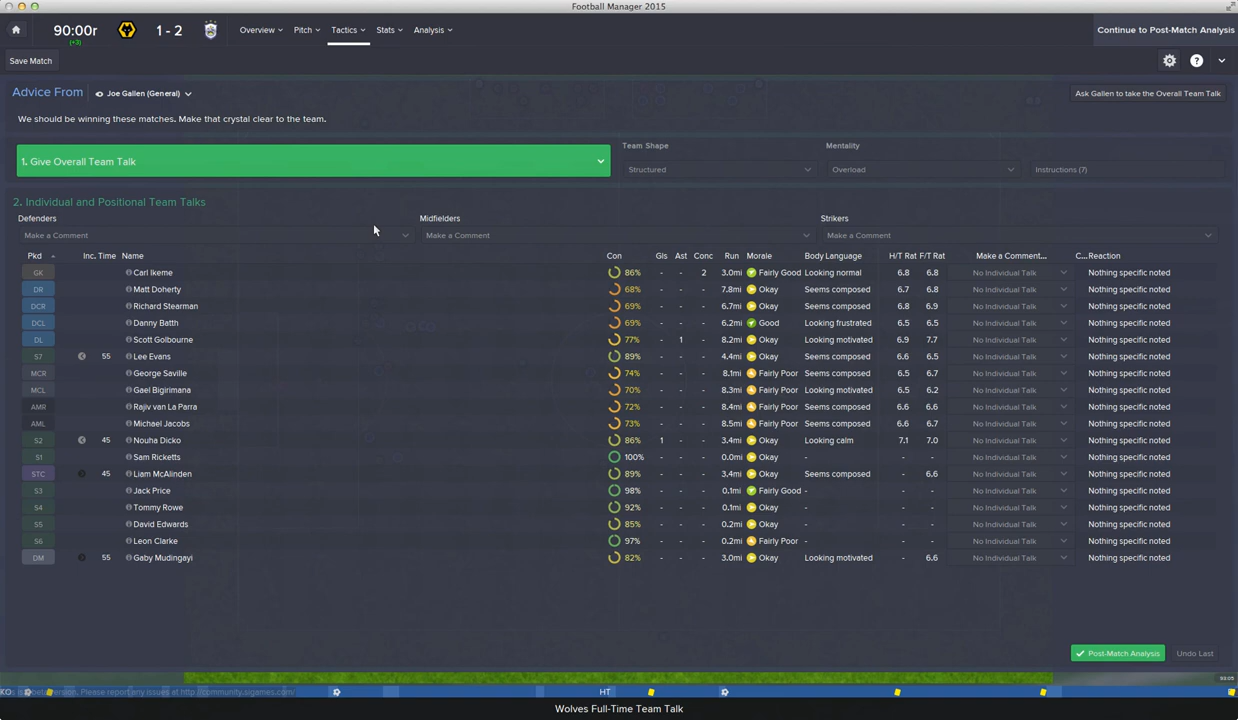 Football Manager 2015
90:00r
(+3)
1 - 2
Overview
Pitch
Tactics
Stats
Analysis
Continue to Post-Match Analysis
Save Match
?
Advice From Joe Gallen (General)
Ask Gallen to take the Overall Team Talk
We should be winning these matches. Make that crystal clear to the team.
1. Give Overall Team Talk
Team Shape
Structured
Mentality
Overload
Instructions (7)
2. Individual and Positional Team Talks
Defenders Midfielders Strikers
Make a Comment Make a Comment Make a Comment
Pkd Inc. Time Name Con Gls Ast Conc Run Morale Body Language H/T Rat F/T Rat Make a Comment... C... Reaction
GK Carl Ikeme 86% - - 2 3.0mi Fairly Good Looking normal 6.8 6.8 No Individual Talk Nothing specific noted
DR Matt Doherty 68% - - - 7.8mi Okay Seems composed 6.7 6.8 No Individual Talk Nothing specific noted
DCR Richard Stearman 69% - - - 6.7mi Okay Seems composed 6.8 6.9 No Individual Talk Nothing specific noted
DCL Danny Batth 69% - - - 6.2mi Good Looking frustrated 6.5 6.5 No Individual Talk Nothing specific noted
DL Scott Golbourne 77% - 1 - 8.2mi Okay Looking motivated 6.9 7.7 No Individual Talk Nothing specific noted
S7 55 Lee Evans 89% - - - 4.4mi Okay Seems composed 6.6 6.5 No Individual Talk Nothing specific noted
MCR George Saville 74% - - - 8.1mi Fairly Poor Seems composed 6.5 6.7 No Individual Talk Nothing specific noted
MCL Gael Bigirimana 70% - - - 8.3mi Fairly Poor Looking motivated 6.5 6.2 No Individual Talk Nothing specific noted
AMR Rajiv van La Parra 72% - - - 8.4mi Fairly Poor Seems composed 6.6 6.6 No Individual Talk Nothing specific noted
AML Michael Jacobs 73% - - - 8.5mi Fairly Poor Seems composed 6.6 6.7 No Individual Talk Nothing specific noted
S2 45 Nouha Dicko 86% 1 - - 3.4mi Okay Looking calm 7.1 7.0 No Individual Talk Nothing specific noted
S1 Sam Ricketts 100% - - - 0.0mi Okay - - - No Individual Talk Nothing specific noted
STC 45 Liam McAlinden 89% - - - 3.4mi Okay Seems composed - 6.6 No Individual Talk Nothing specific noted
S3 Jack Price 98% - - - 0.1mi Fairly Good - - - No Individual Talk Nothing specific noted
S4 Tommy Rowe 92% - - - 0.1mi Okay - - - No Individual Talk Nothing specific noted
S5 David Edwards 85% - - - 0.2mi Okay - - - No Individual Talk Nothing specific noted
S6 Leon Clarke 97% - - - 0.2mi Fairly Poor - - - No Individual Talk Nothing specific noted
DM 55 Gaby Mudingayi 82% - - - 3.0mi Okay Looking motivated - 6.6 No Individual Talk Nothing specific noted
Post-Match Analysis
Undo Last
93:05
KO
version. Please report any issues at http://community.sigames.com/
HT
Wolves Full-Time Team Talk